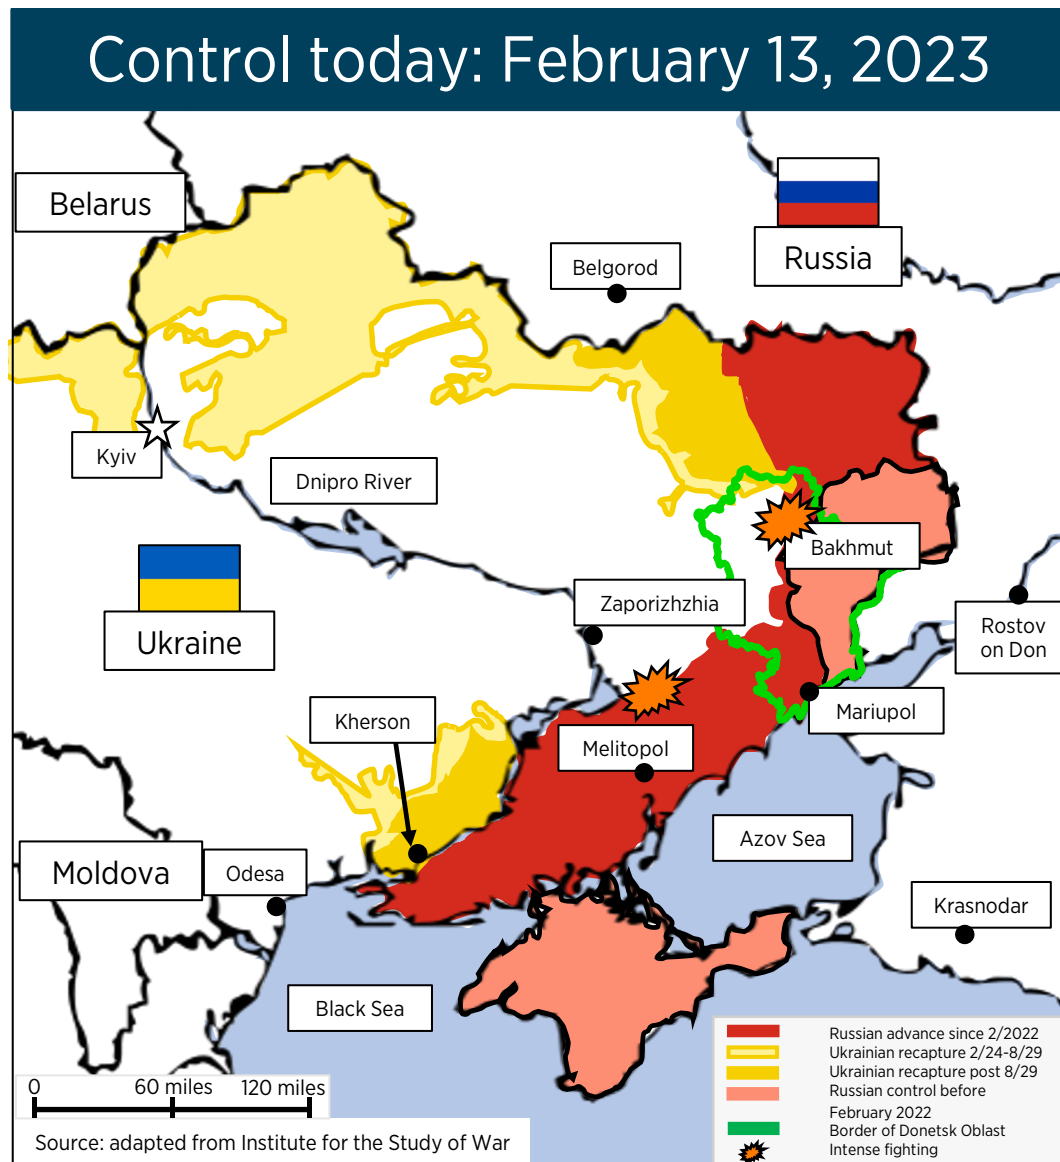 Control today: February 13, 2023
Belarus
Russia
Belgorod
Kyiv
Dnipro River
Bakhmut
Ukraine
Zaporizhzhia
Rostov
on Don
Kherson
Mariupol
Melitopol
Azov Sea
Moldova
Odesa
Krasnodar
Black Sea
Russian advance since 2/2022
Ukrainian recapture 2/24-8/29
Ukrainian recapture post 8/29
Russian control before
February 2022
Border of Donetsk Oblast
Intense fighting
0 60 miles 120 miles
Source: adapted from Institute for the Study of War